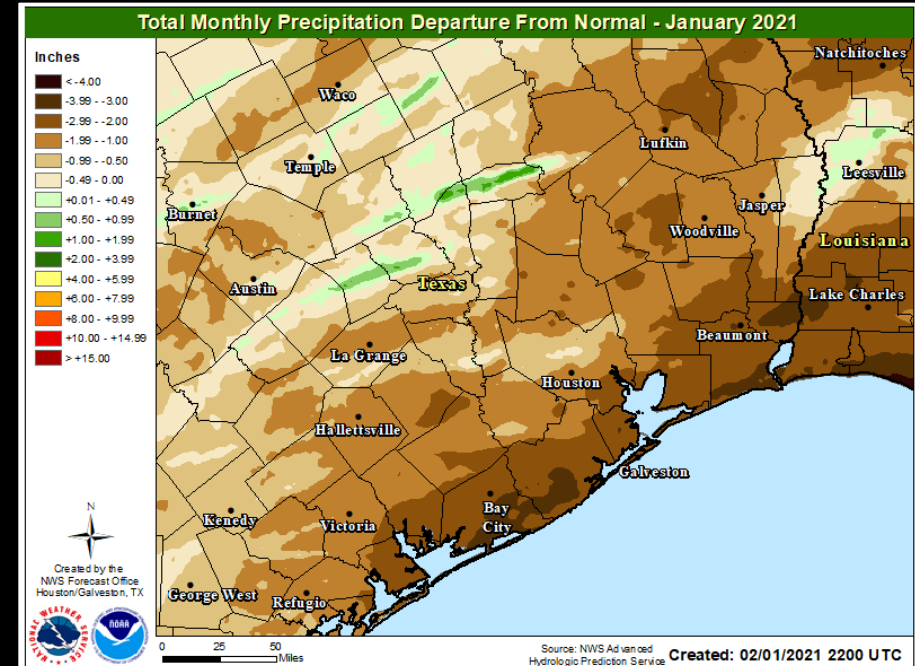 Total Monthly Precipitation Departure From Normal - January 2021
Inches
< -4.00
-3.99 - -3.00
-2.99 - -2.00
-1.99 - -1.00
-0.99 - -0.50
-0.49 - 0.00
+0.01 - +0.49
+0.50 - +0.99
+1.00 - +1.99
+2.00 - +3.99
+4.00 - +5.99
+6.00 - +7.99
+8.00 - +9.99
+10.00 - +14.99
> +15.00
Natchitoches
Waco
Lufkin
Temple
Leesville
Burnet
Jasper
Woodville
Louisiana
Austin
Texas
Lake Charles
Beaumont
La Grange
Houston
Hallettsville
Galveston
Bay
City
Kenedy
Victoria
George West
Refugio
N
Created by the
NWS Forecast Office
Houston/Galveston, TX
NATIONAL WEATHER SERVICE
NOAA
0 25 50
Miles
Source: NWS Advanced
Hydrologic Prediction Service
Created: 02/01/2021 2200 UTC